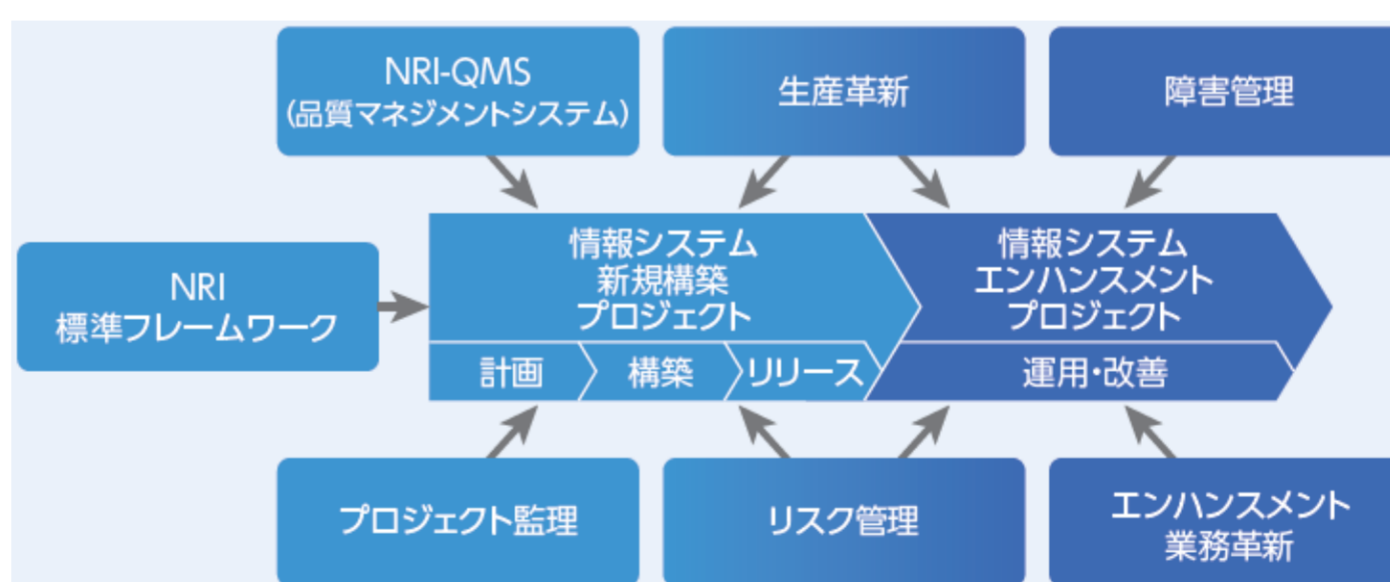 NRI-QMS
(品質マネジメントシステム)
生産革新
障害管理
NRI
標準フレームワーク
情報システム
新規構築
プロジェクト
計画
構築
リリース
情報システム
エンハンスメント
プロジェクト
運用・改善
プロジェクト監理
リスク管理
エンハンスメント
業務革新